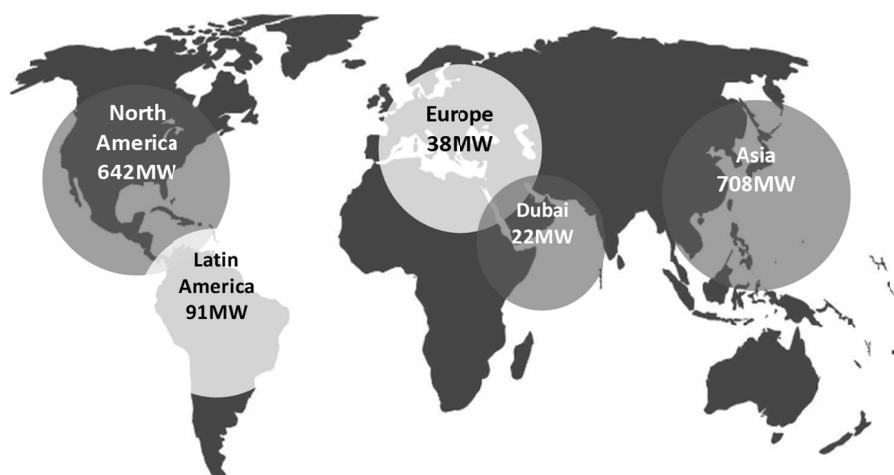 North
America
642MW
Latin
America
91MW
Europe
38MW
Dubai
22MW
Asia
708MW